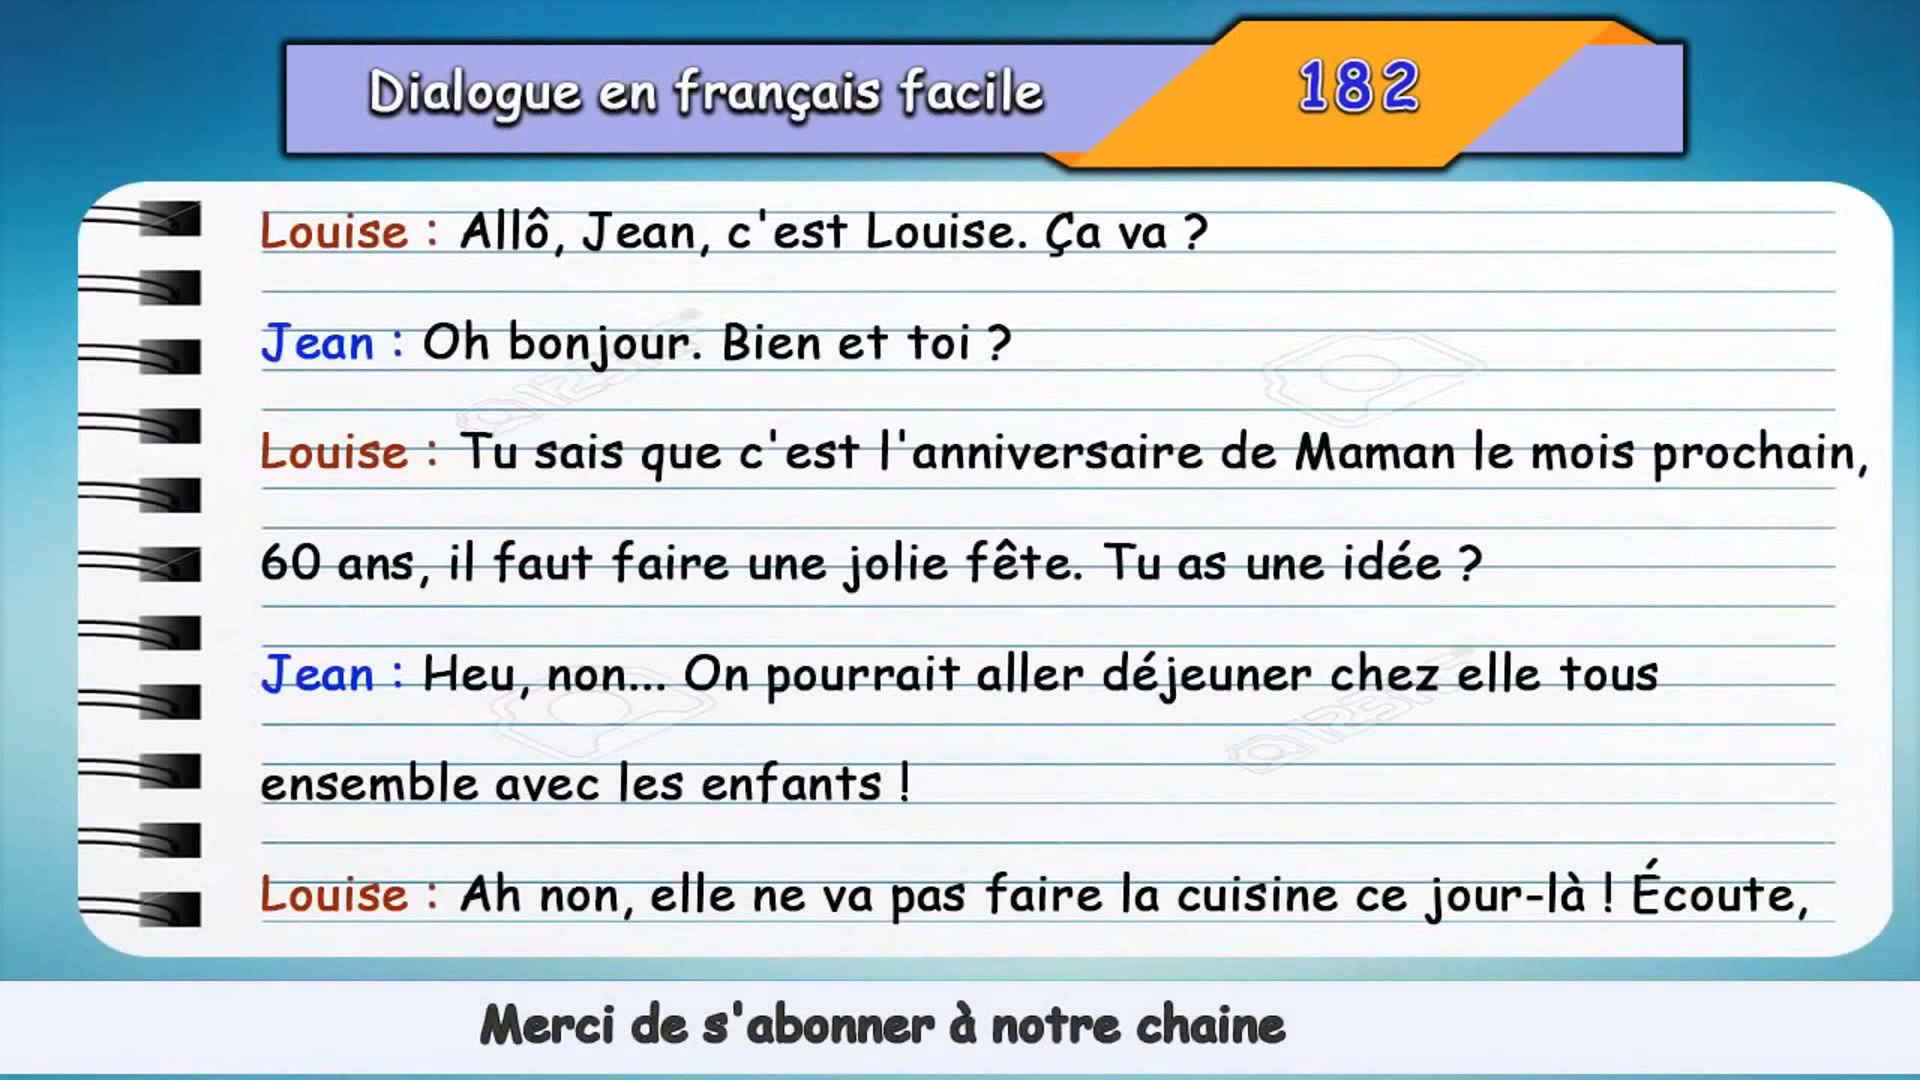 Dialogue en français facile 182
Louise : Allô, Jean, c'est Louise. Ça va ?
Jean : Oh bonjour. Bien et toi ?
Louise : Tu sais que c'est l'anniversaire de Maman le mois prochain,
60 ans, il faut faire une jolie fête. Tu as une idée ?
Jean : Heu, non... On pourrait aller déjeuner chez elle tous
ensemble avec les enfants !
Louise : Ah non, elle ne va pas faire la cuisine ce jour-là ! Écoute,
Merci de s'abonner à notre chaine